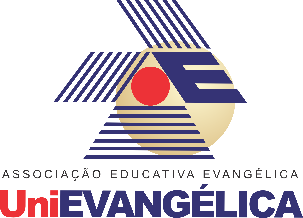 E
ASSOCIAÇÃO EDUCATIVA EVANGÉLICA
UniEVANGÉLICA